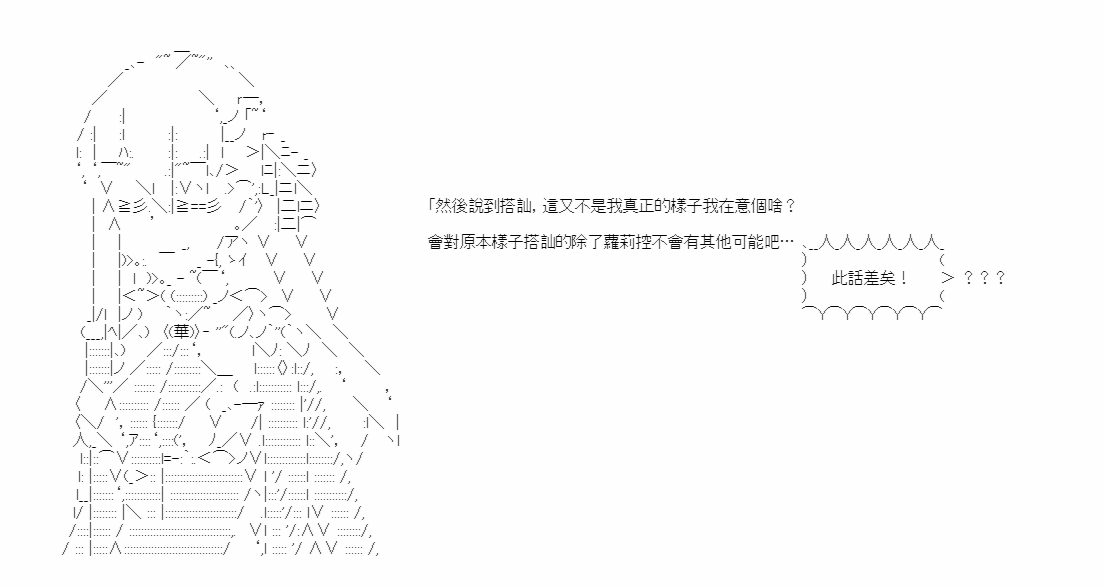 「然後說到搭訕，這又不是我真正的樣子我在意個啥？
會對原本樣子搭訕的除了蘿莉控不會有其他可能吧…
此話差矣！
？？？
華